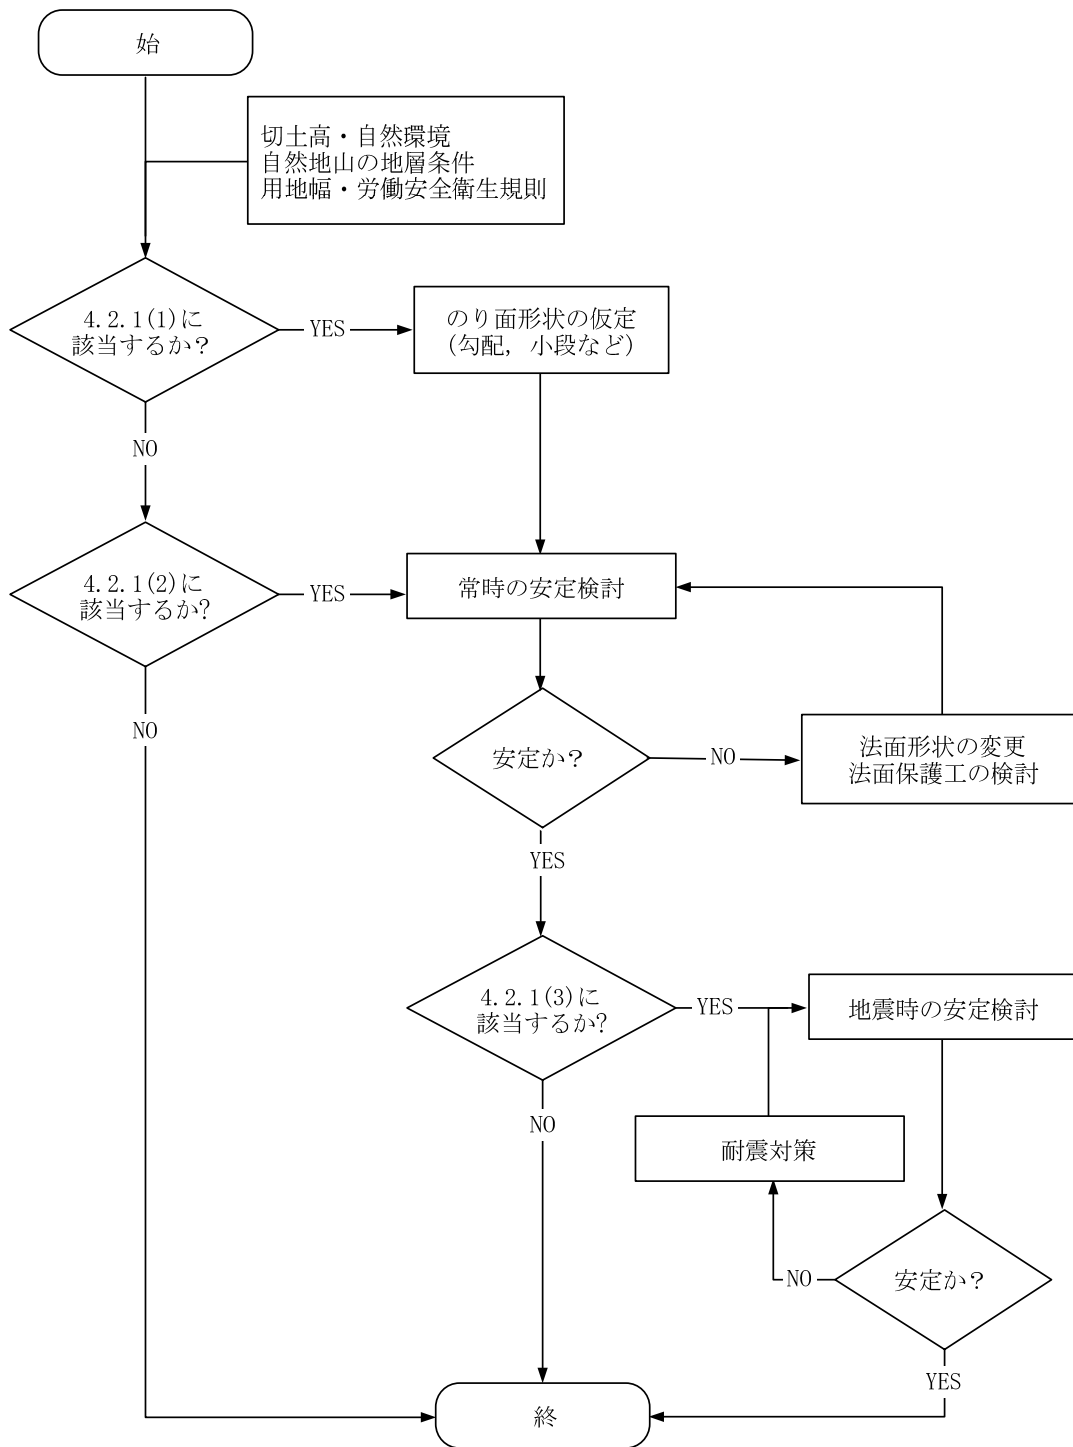 始
切土高・自然環境
自然地山の地層条件
用地幅・労働安全衛生規則
4.2.1(1)に
該当するか？
YES
のり面形状の仮定
(勾配，小段など)
NO
4.2.1(2)に
該当するか?
YES
常時の安定検討
NO
安定か？
NO
法面形状の変更
法面保護工の検討
YES
4.2.1(3)に
該当するか?
YES
地震時の安定検討
NO
耐震対策
NO
安定か？
YES
終